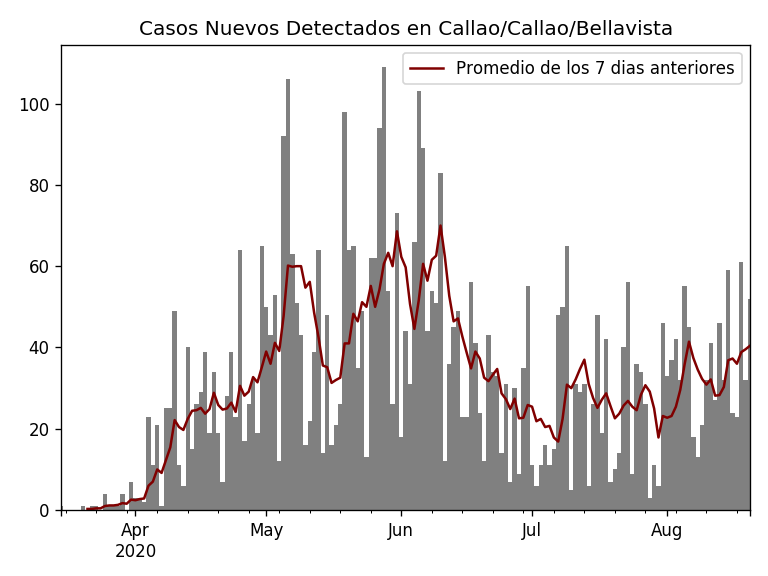 Casos Nuevos Detectados en Callao/Callao/Bellavista
Promedio de los 7 dias anteriores
100
80
60
40
20
0
Apr May Jun Jul Aug
2020